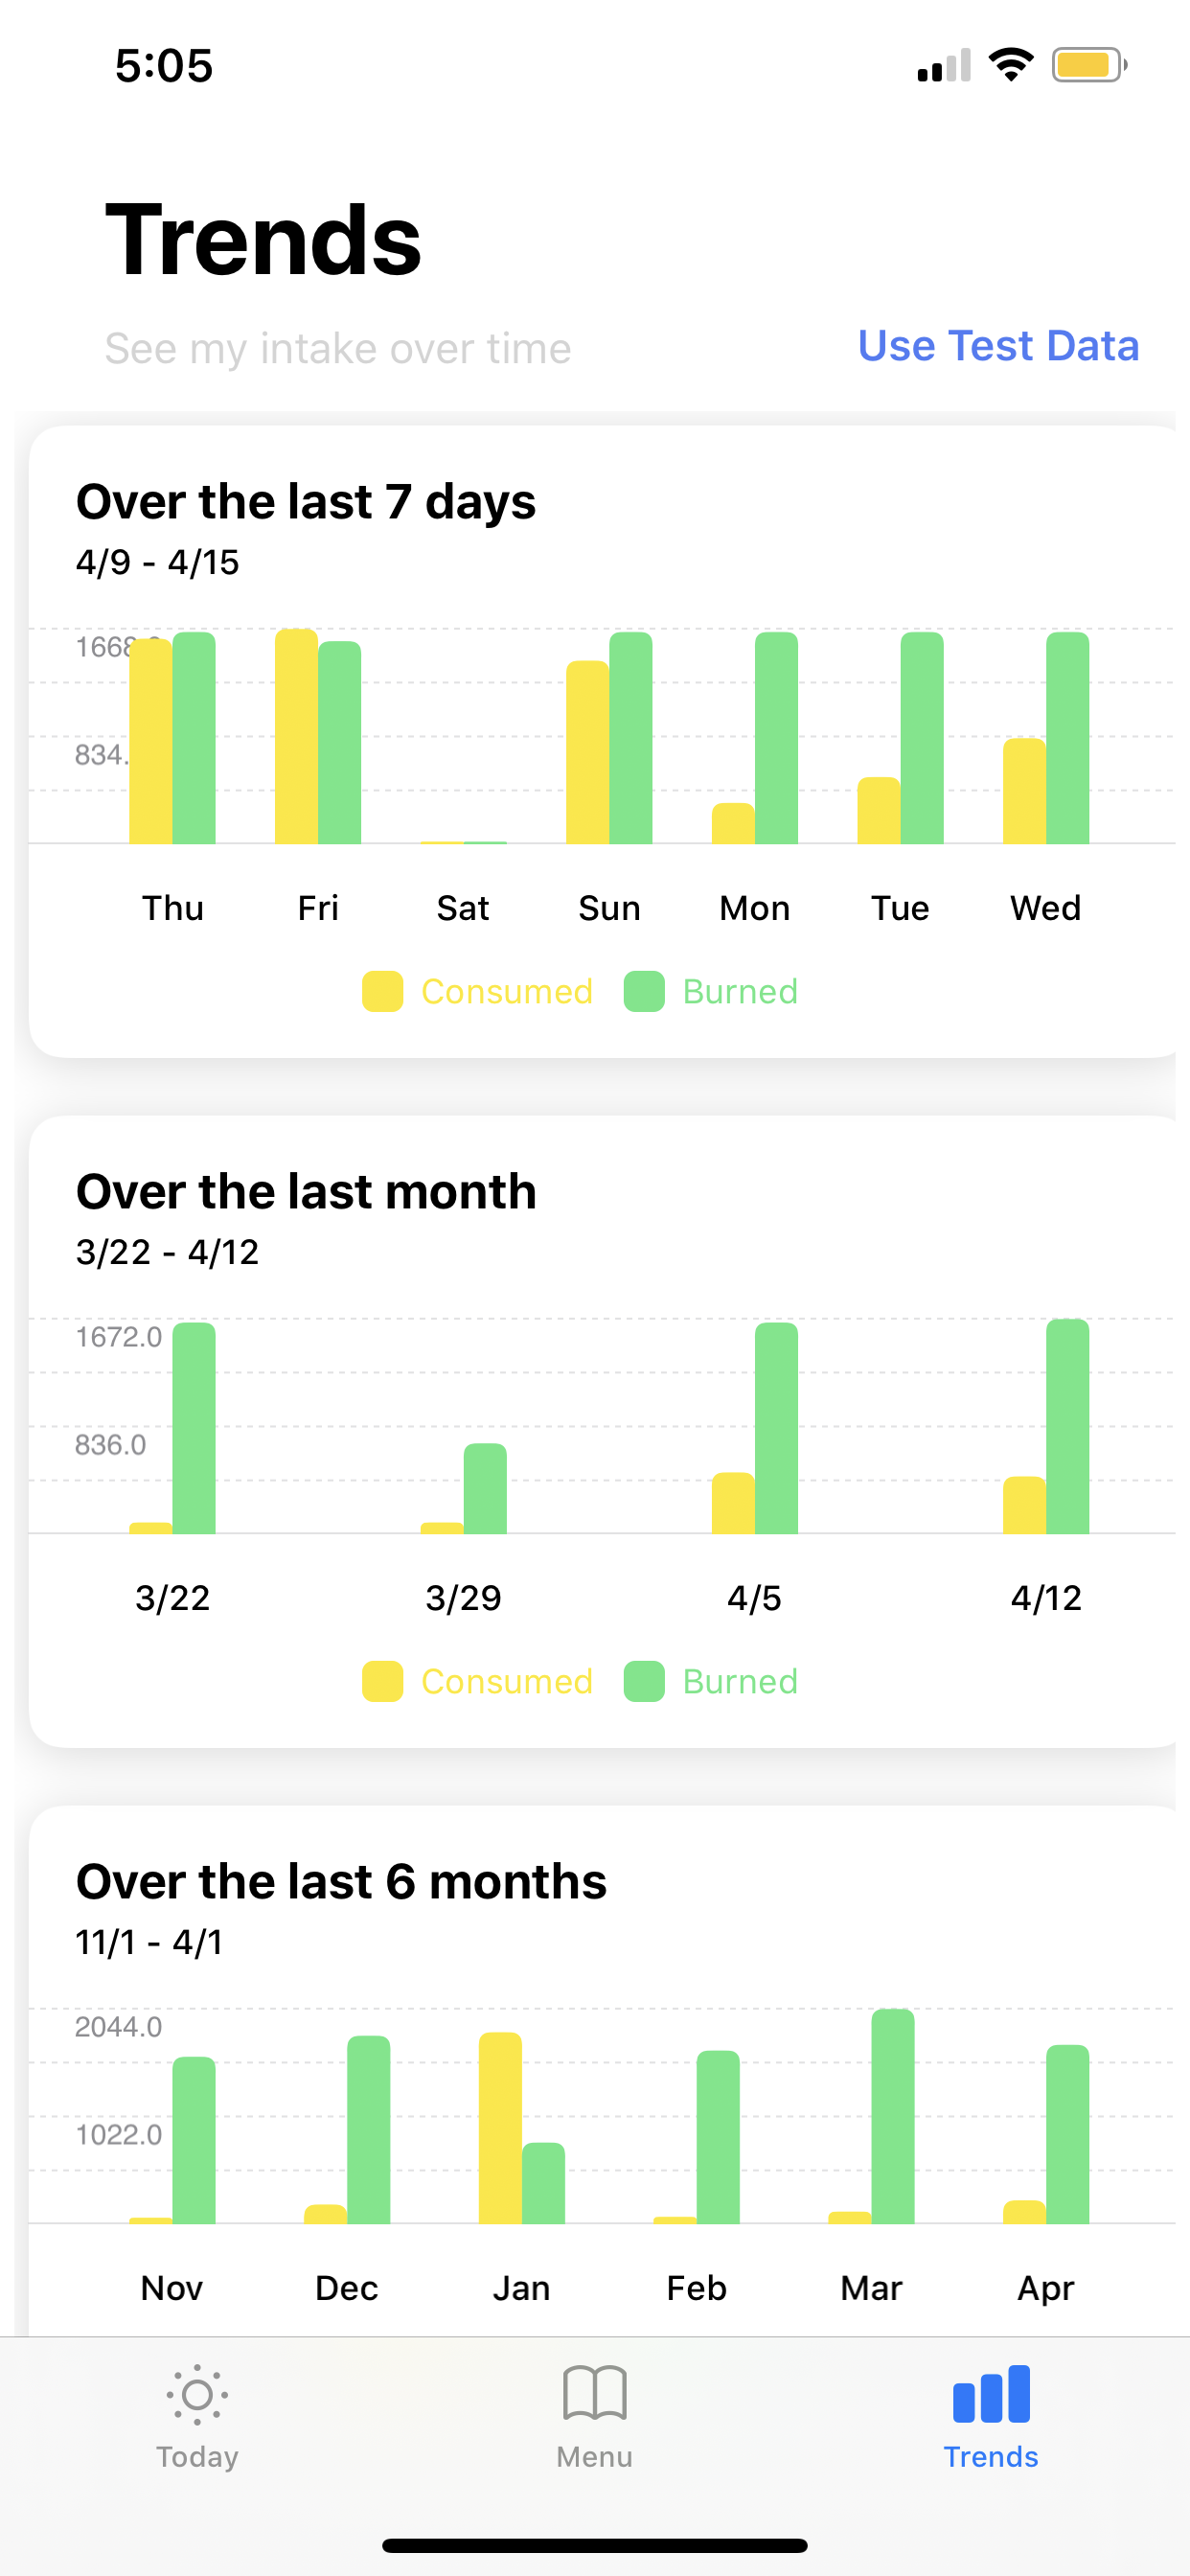 5:05
Trends
See my intake over time
Use Test Data
Over the last 7 days
4/9 - 4/15
834.
Thu Fri Sat Sun Mon Tue Wed
Consumed Burned
Over the last month
3/22 - 4/12
1672.0
836.0
3/22 3/29 4/5 4/12
Consumed Burned
Over the last 6 months
11/1 - 4/1
2044.0
1022.0
Nov Dec Jan Feb Mar Apr
Today Menu Trends